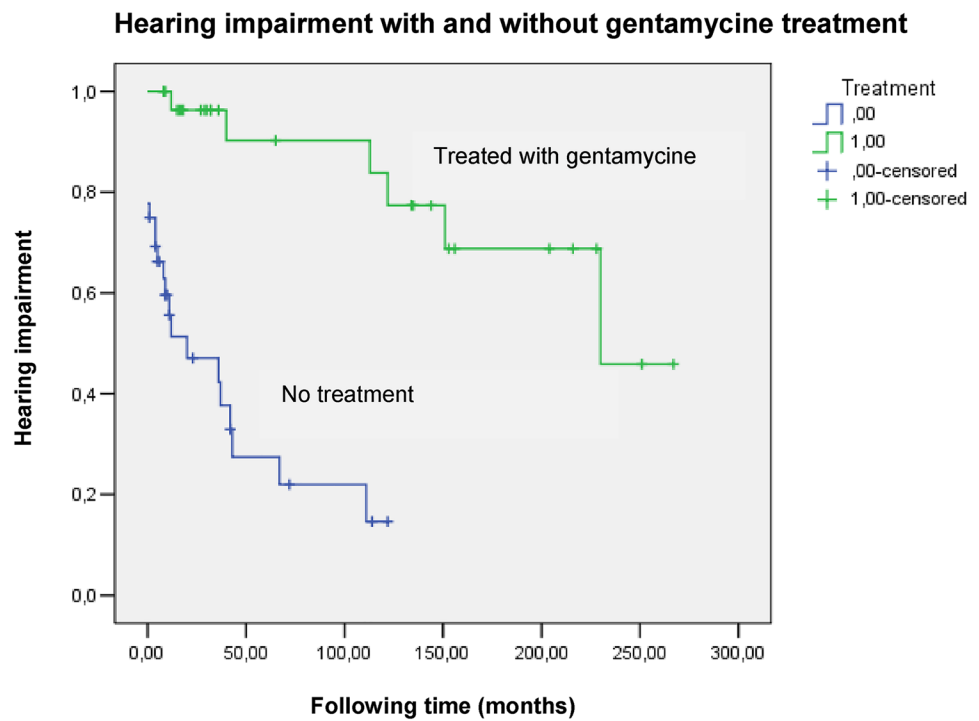 Hearing impairment with and without gentamycine treatment
Treatment
,00
1,00
,00-censored
1,00-censored
Hearing impairment
1,0
0,8
0,6
0,4
0,2
0,0
Treated with gentamycine
No treatment
0,00 50,00 100,00 150,00 200,00 250,00 300,00
Following time (months)